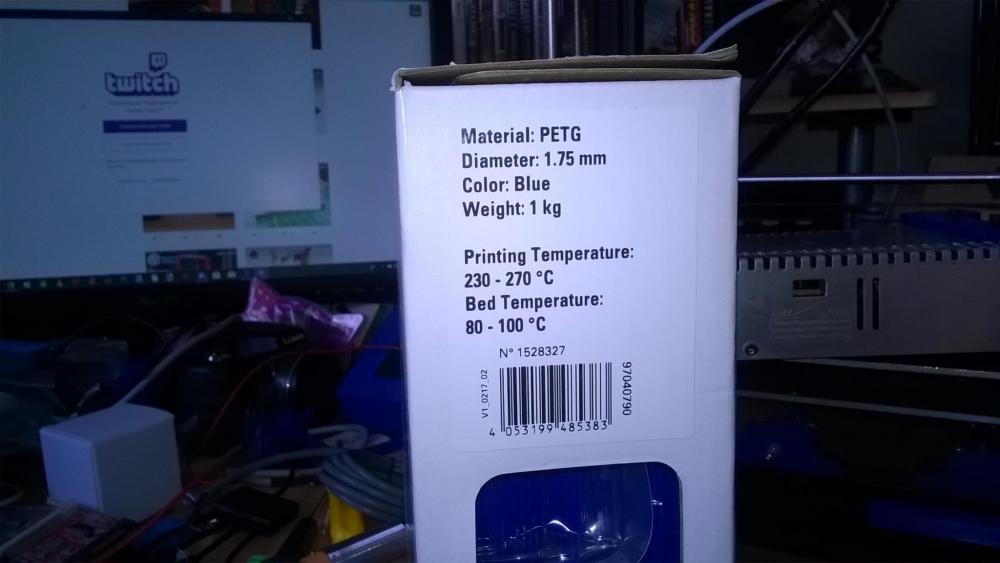 twitch
Material: PETG
Diameter: 1.75 mm
Color: Blue
Weight: 1 kg
Printing Temperature:
230 - 270 °C
Bed Temperature:
80 - 100 °C
N° 1528327
V1_0217_02
97040790
4 053199 485383